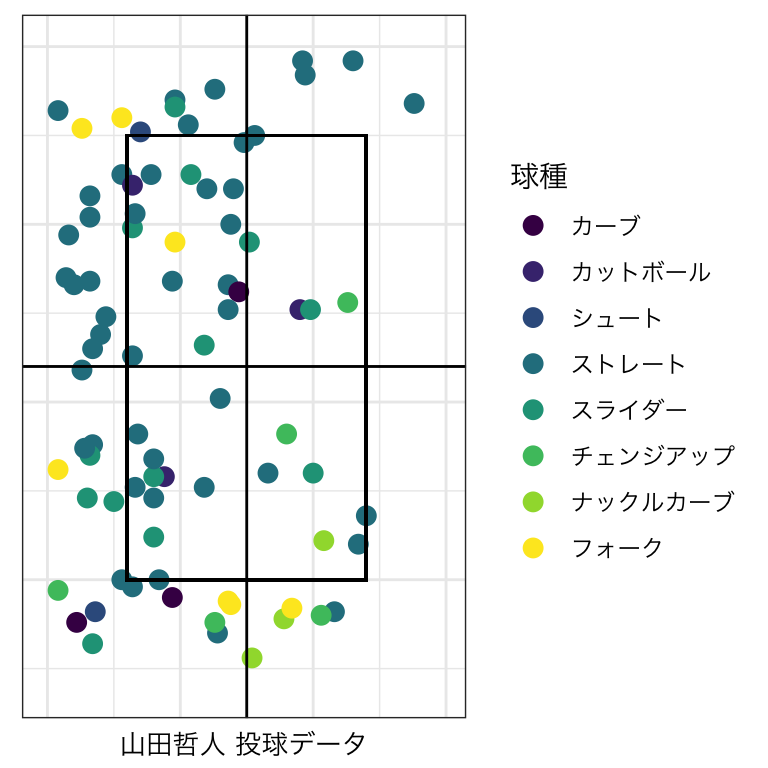 球種
カーブ
カットボール
シュート
ストレート
スライダー
チェンジアップ
ナックルカーブ
フォーク
山田哲人 投球データ